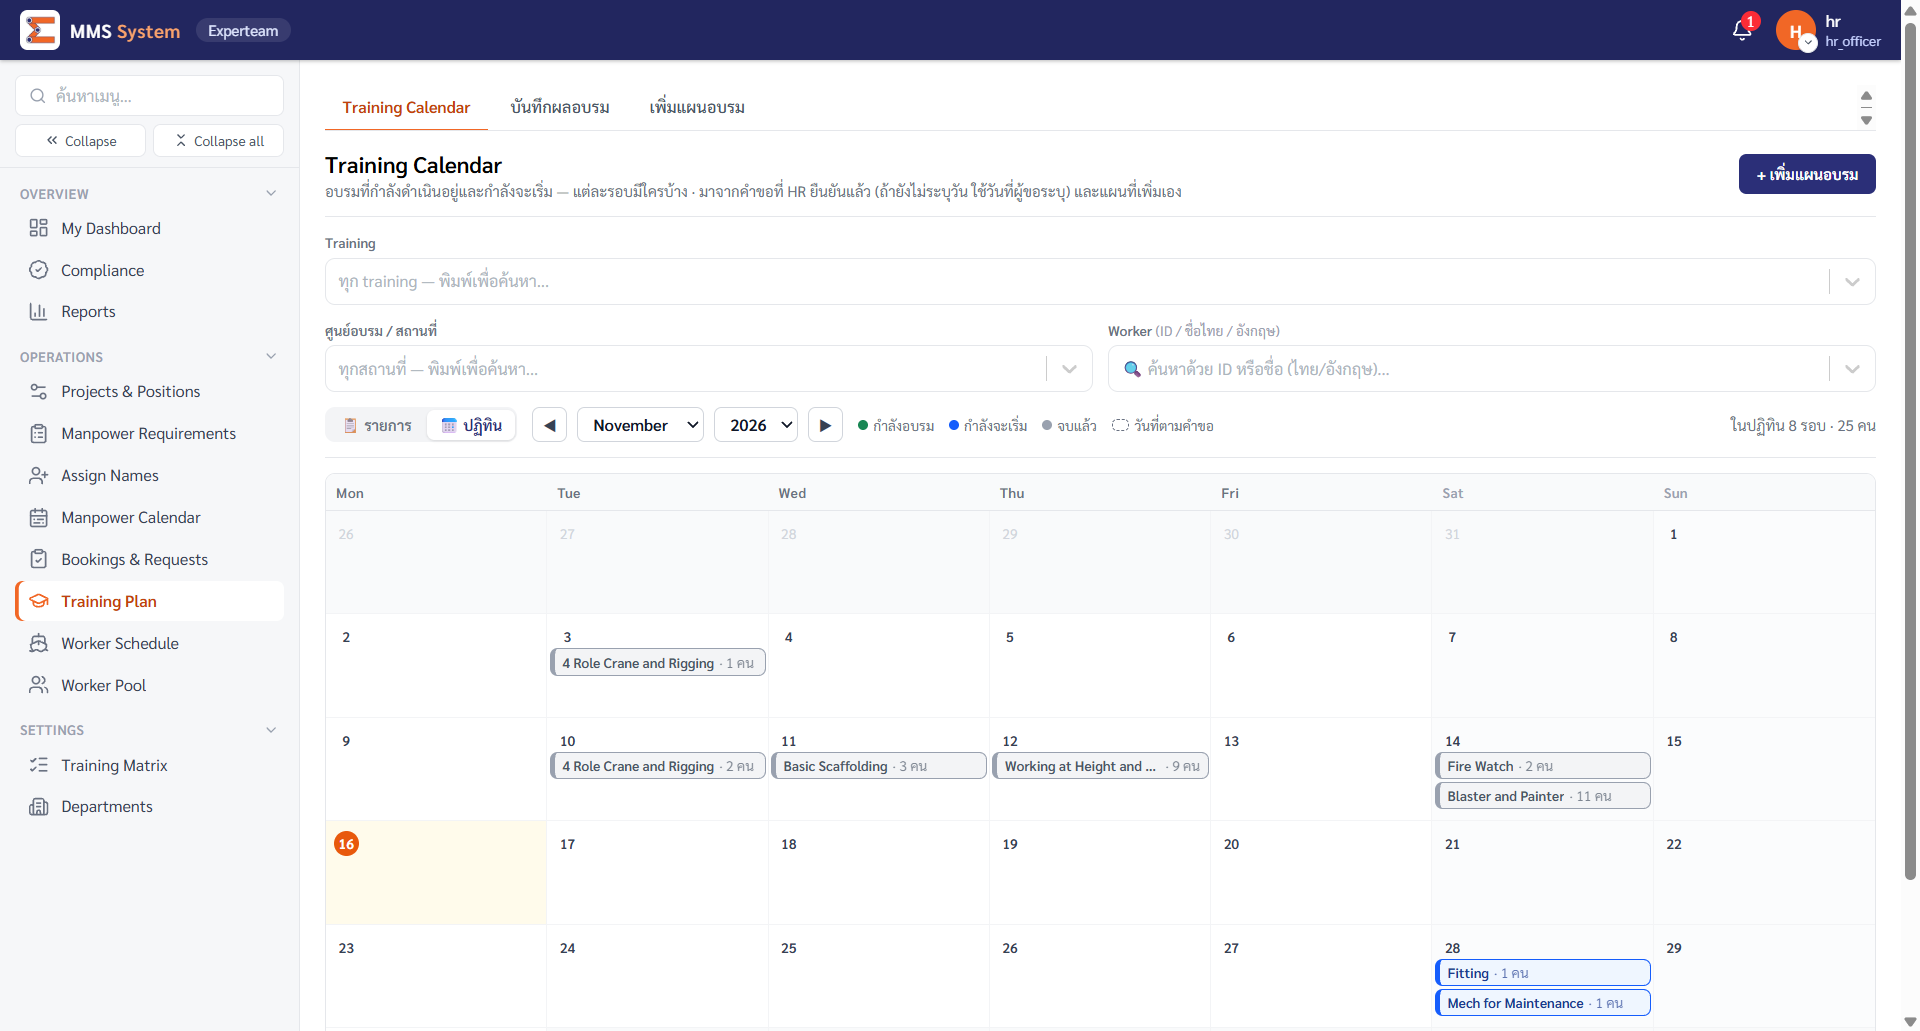 MMS System
Experteam
1
H
hr
hr_officer
ค้นหาเมนู...
Collapse
Collapse all
OVERVIEW
My Dashboard
Compliance
Reports
OPERATIONS
Projects & Positions
Manpower Requirements
Assign Names
Manpower Calendar
Bookings & Requests
Training Plan
Worker Schedule
Worker Pool
SETTINGS
Training Matrix
Departments
Training Calendar
บันทึกผลอบรม
เพิ่มแผนอบรม
Training Calendar
อบรมที่กำลังดำเนินอยู่และกำลังจะเริ่ม — แต่ละรอบมีใครบ้าง · มาจากคำขอที่ HR ยืนยันแล้ว (ถ้ายังไม่ระบุวัน ใช้วันที่ผู้ขอระบุ) และแผนที่เพิ่มเอง
+ เพิ่มแผนอบรม
Training
ทุก training — พิมพ์เพื่อค้นหา...
ศูนย์อบรม / สถานที่
ทุกสถานที่ — พิมพ์เพื่อค้นหา...
Worker (ID / ชื่อไทย / อังกฤษ)
ค้นหาด้วย ID หรือชื่อ (ไทย/อังกฤษ)...
รายการ
ปฏิทิน
November
2026
กำลังอบรม
กำลังจะเริ่ม
จบแล้ว
วันที่ตามคำขอ
ในปฏิทิน 8 รอบ · 25 คน
Mon Tue Wed Thu Fri Sat Sun
26 27 28 29 30 31 1
2 3 4 5 6 7 8
4 Role Crane and Rigging · 1 คน
9 10 11 12 13 14 15
4 Role Crane and Rigging · 2 คน
Basic Scaffolding · 3 คน
Working at Height and ... · 9 คน
Fire Watch · 2 คน
Blaster and Painter · 11 คน
16 17 18 19 20 21 22
23 24 25 26 27 28 29
Fitting · 1 คน
Mech for Maintenance · 1 คน